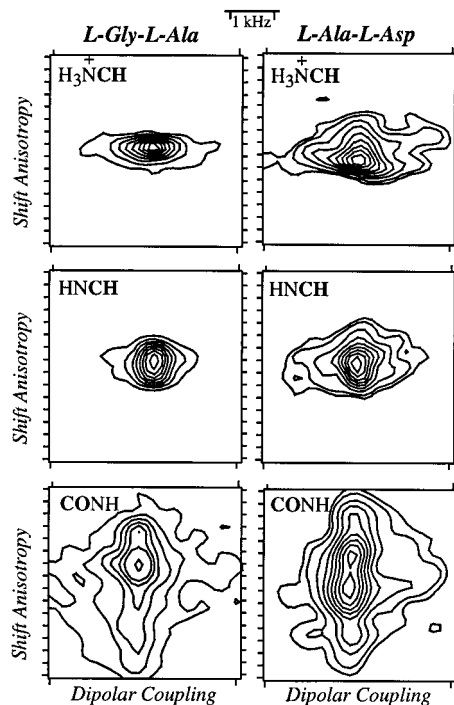 1 kHz
L-Gly-L-Ala
L-Ala-L-Asp
H₃N⁺CH
H₃N⁺CH
Shift Anisotropy
HNCH
HNCH
Shift Anisotropy
CONH
CONH
Shift Anisotropy
Dipolar Coupling
Dipolar Coupling